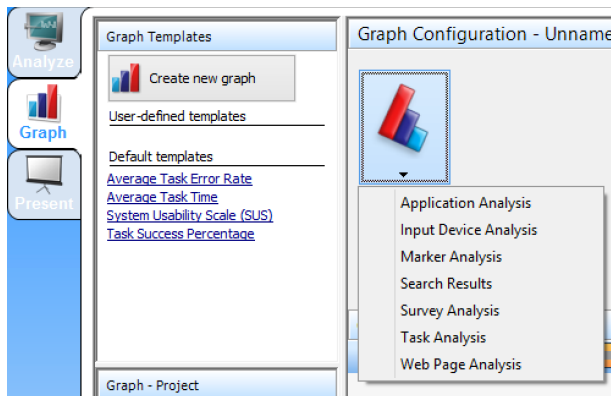 Analyze
Graph
Present
Graph Templates
Create new graph
User-defined templates
Default templates
Average Task Error Rate
Average Task Time
System Usability Scale (SUS)
Task Success Percentage
Graph - Project
Graph Configuration - Unname
Application Analysis
Input Device Analysis
Marker Analysis
Search Results
Survey Analysis
Task Analysis
Web Page Analysis